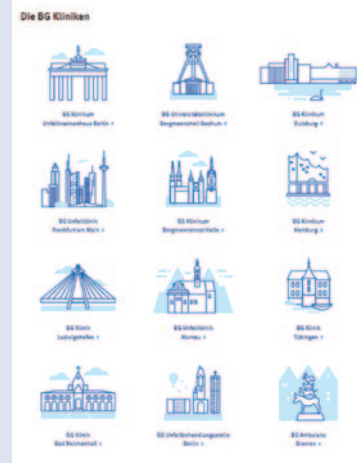 Die BG Kliniken
BG Klinikum
Unfallkrankenhaus Berlin >
BG Universitätsklinikum
Bergmannsheil Bochum >
BG Klinikum
Duisburg >
BG Unfallklinik
Frankfurt am Main >
BG Klinikum
Bergmannstrost Halle >
BG Klinikum
Hamburg >
BG Klinik
Ludwigshafen >
BG Unfallklinik
Murnau >
BG Klinik
Tübingen >
BG Klinik
Bad Reichenhall >
BG Unfallbehandlungsstelle
Berlin >
BG Ambulanz
Bremen >